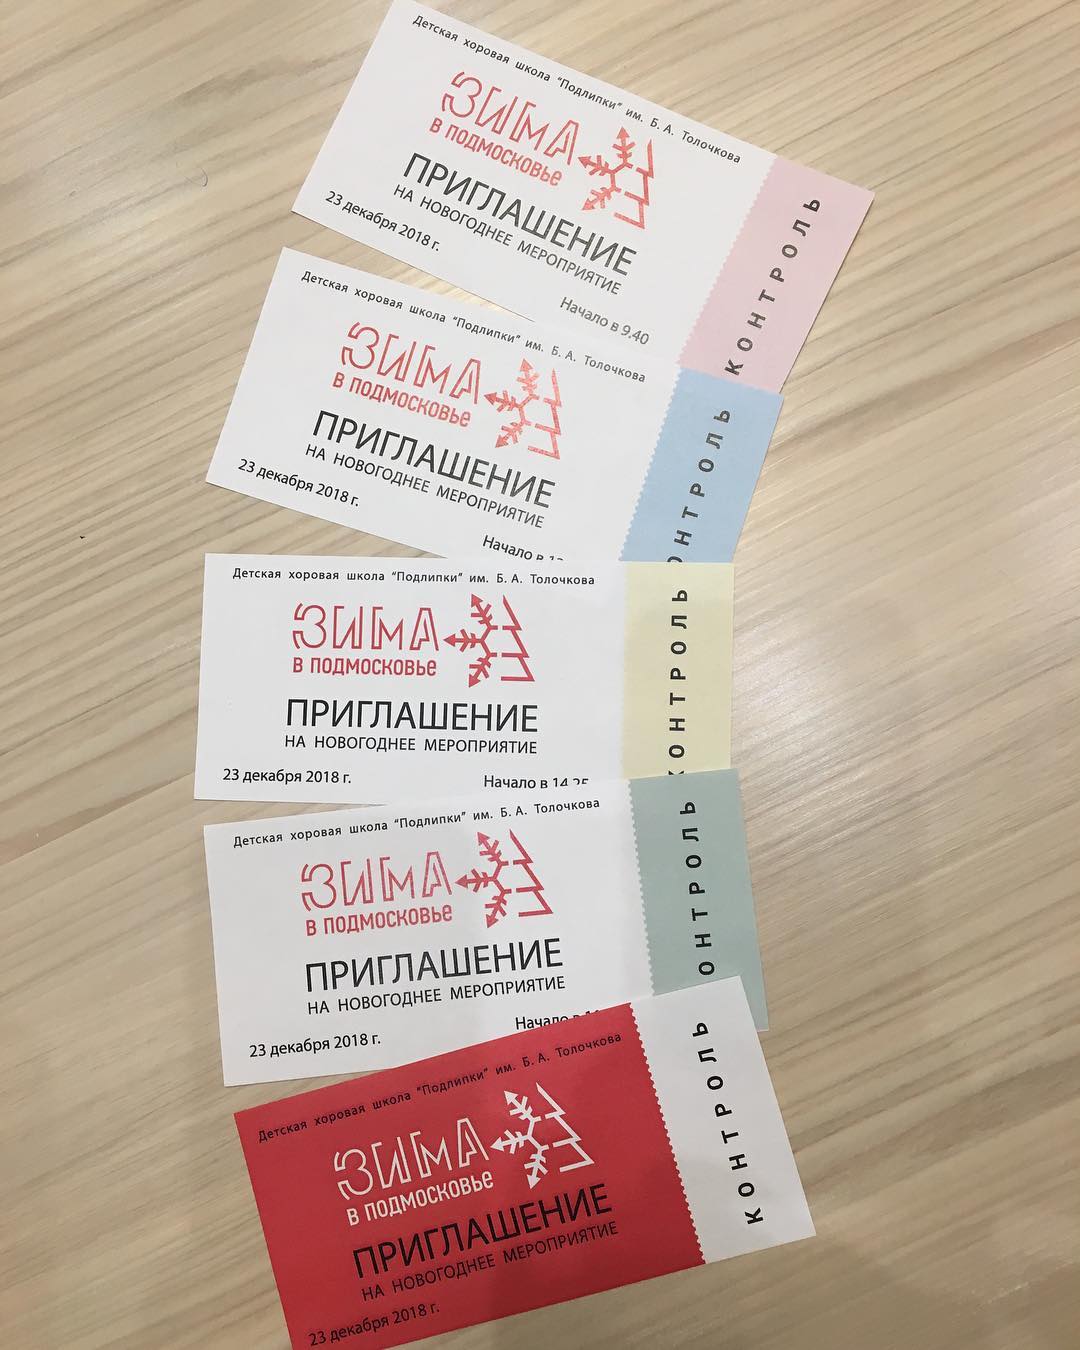 Детская хоровая школа "Подлипки" им. Б. А. Толочкова
ЗИМА
В ПОДМОСКОВЬЕ
ПРИГЛАШЕНИЕ
НА НОВОГОДНЕЕ МЕРОПРИЯТИЕ
23 декабря 2018 г.
Начало в 9.40
КОНТРОЛЬ
Детская хоровая школа "Подлипки" им. Б. А. Толочкова
ЗИМА
В ПОДМОСКОВЬЕ
ПРИГЛАШЕНИЕ
НА НОВОГОДНЕЕ МЕРОПРИЯТИЕ
23 декабря 2018 г.
Начало в
ОНТРОЛЬ
Детская хоровая школа "Подлипки" им. Б. А. Толочкова
ЗИМА
В ПОДМОСКОВЬЕ
ПРИГЛАШЕНИЕ
НА НОВОГОДНЕЕ МЕРОПРИЯТИЕ
23 декабря 2018 г.
Начало в 14.25
КОНТРОЛЬ
Детская хоровая школа "Подлипки" им. Б. А. Толочкова
ЗИМА
В ПОДМОСКОВЬЕ
ПРИГЛАШЕНИЕ
НА НОВОГОДНЕЕ МЕРОПРИЯТИЕ
23 декабря 2018 г.
Начало в
ОНТРОЛЬ
Детская хоровая школа "Подлипки" им. Б. А. Толочкова
ЗИМА
В ПОДМОСКОВЬЕ
ПРИГЛАШЕНИЕ
НА НОВОГОДНЕЕ МЕРОПРИЯТИЕ
23 декабря 2018 г.
КОНТРОЛЬ